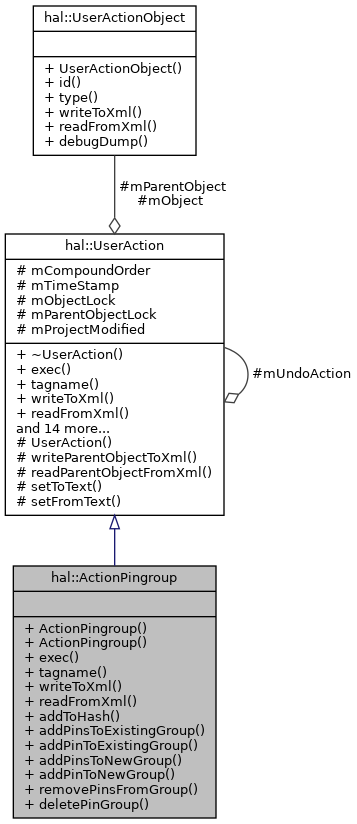 hal::UserActionObject
+ UserActionObject()
+ id()
+ type()
+ writeToXml()
+ readFromXml()
+ debugDump()
#mParentObject
#mObject
hal::UserAction
# mCompoundOrder
# mTimeStamp
# mObjectLock
# mParentObjectLock
# mProjectModified
+ ~UserAction()
+ exec()
+ tagname()
+ writeToXml()
+ readFromXml()
and 14 more...
# UserAction()
# writeParentObjectToXml()
# readParentObjectFromXml()
# setToText()
# setFromText()
#mUndoAction
hal::ActionPingroup
+ ActionPingroup()
+ ActionPingroup()
+ exec()
+ tagname()
+ writeToXml()
+ readFromXml()
+ addToHash()
+ addPinsToExistingGroup()
+ addPinToExistingGroup()
+ addPinsToNewGroup()
+ addPinToNewGroup()
+ removePinsFromGroup()
+ deletePinGroup()